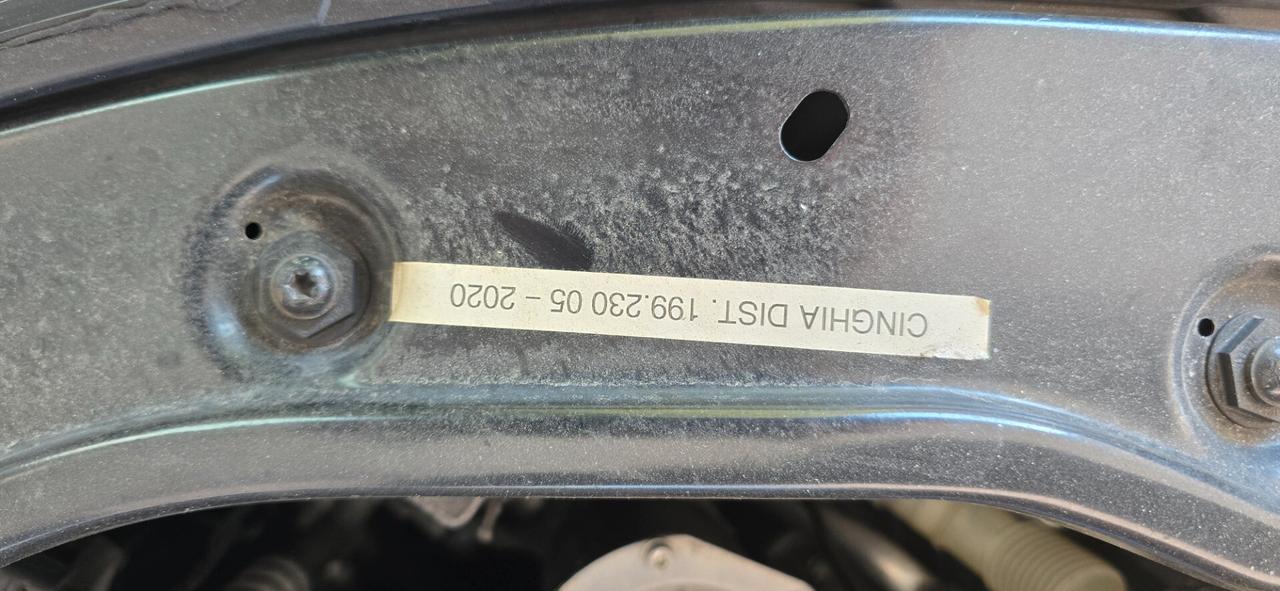 CINGHIA DIST. 199.230 05 – 2020